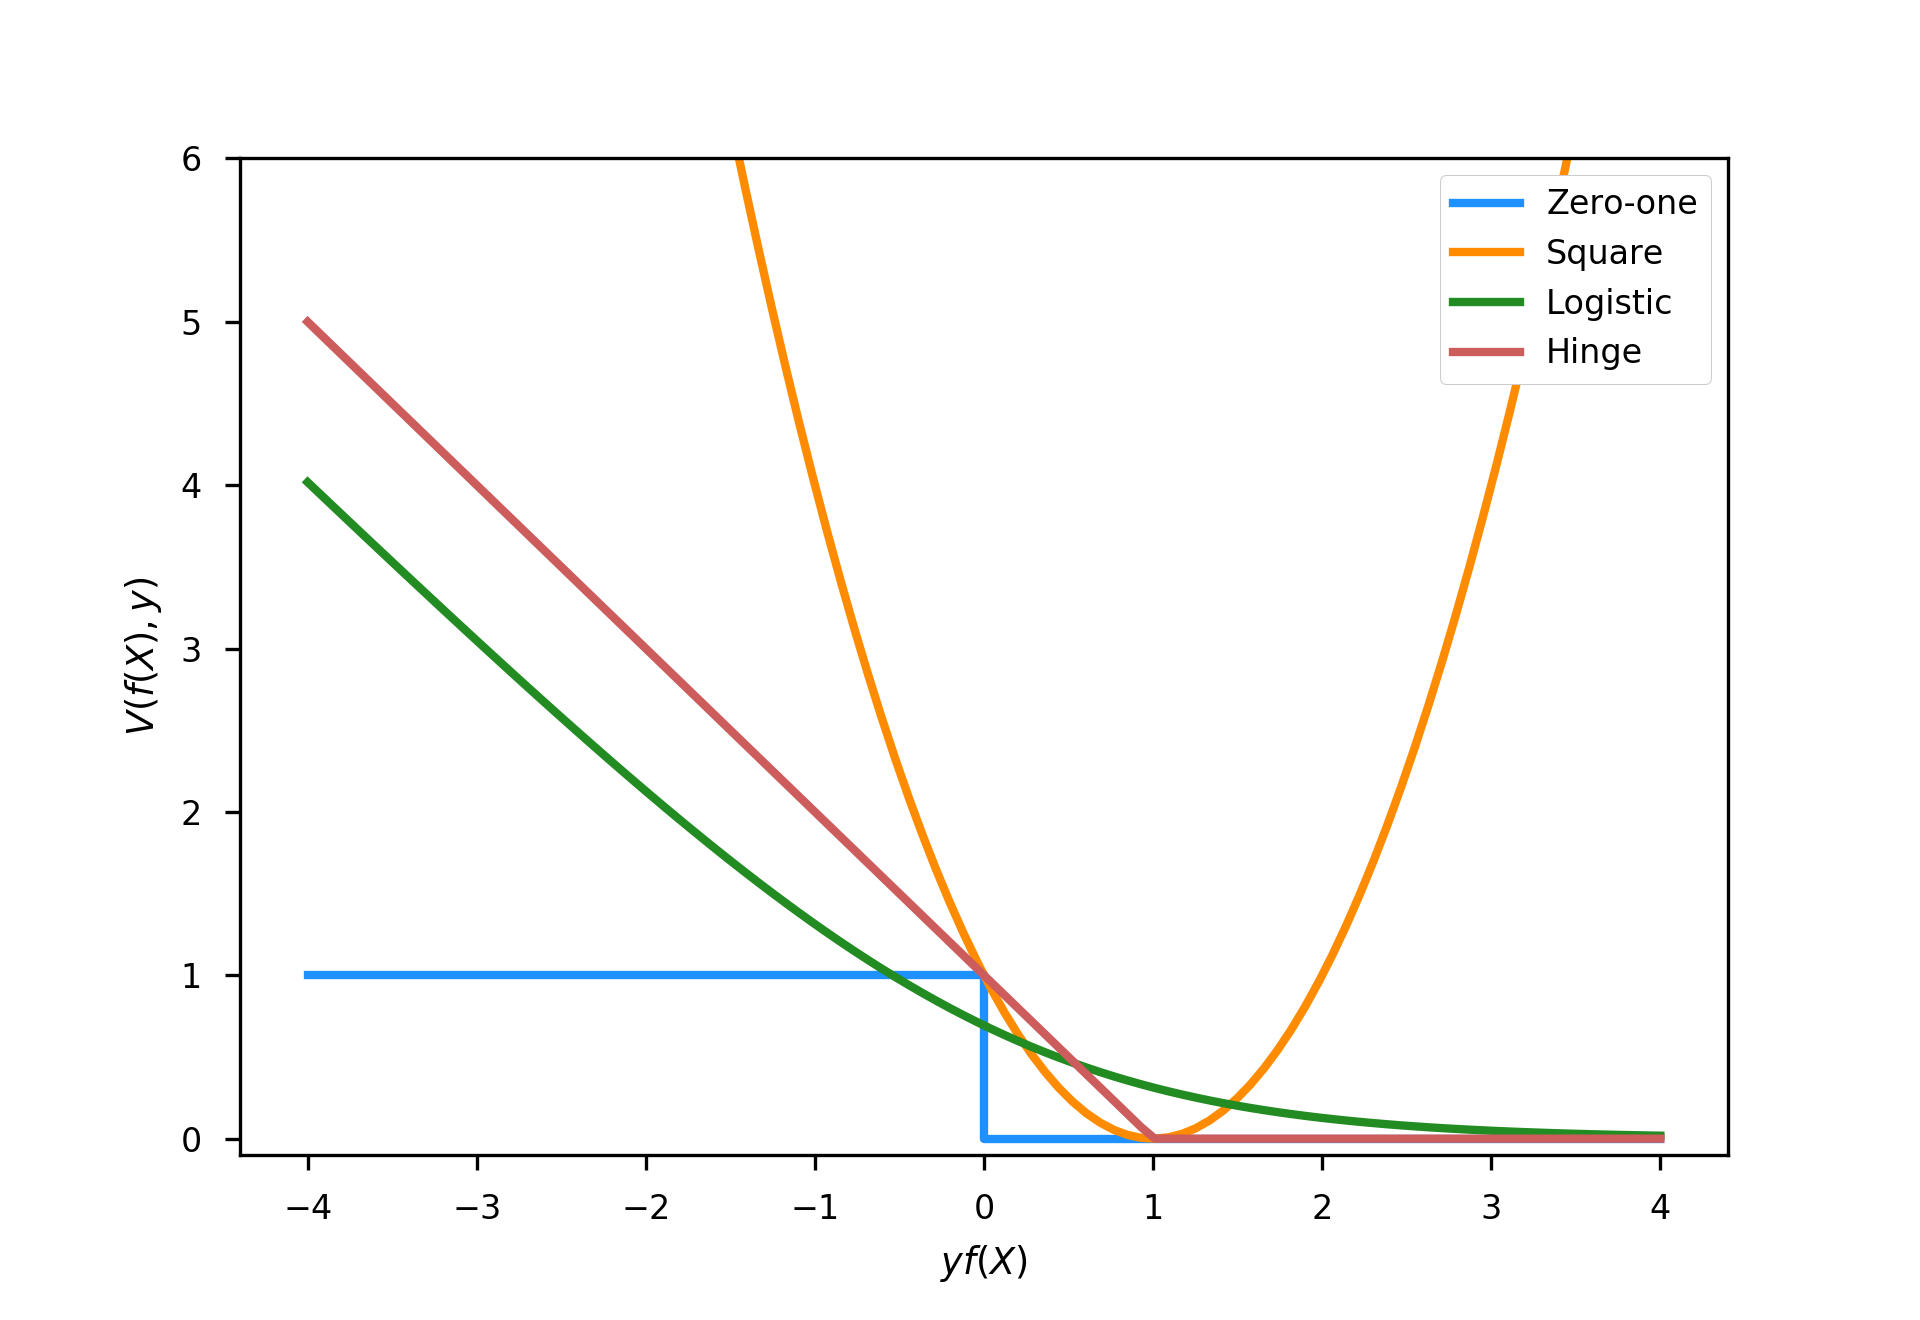 6
5
4
3
2
1
0
V(f(X), y)
Zero-one
Square
Logistic
Hinge
−4 −3 −2 −1 0 1 2 3 4
yf(X)